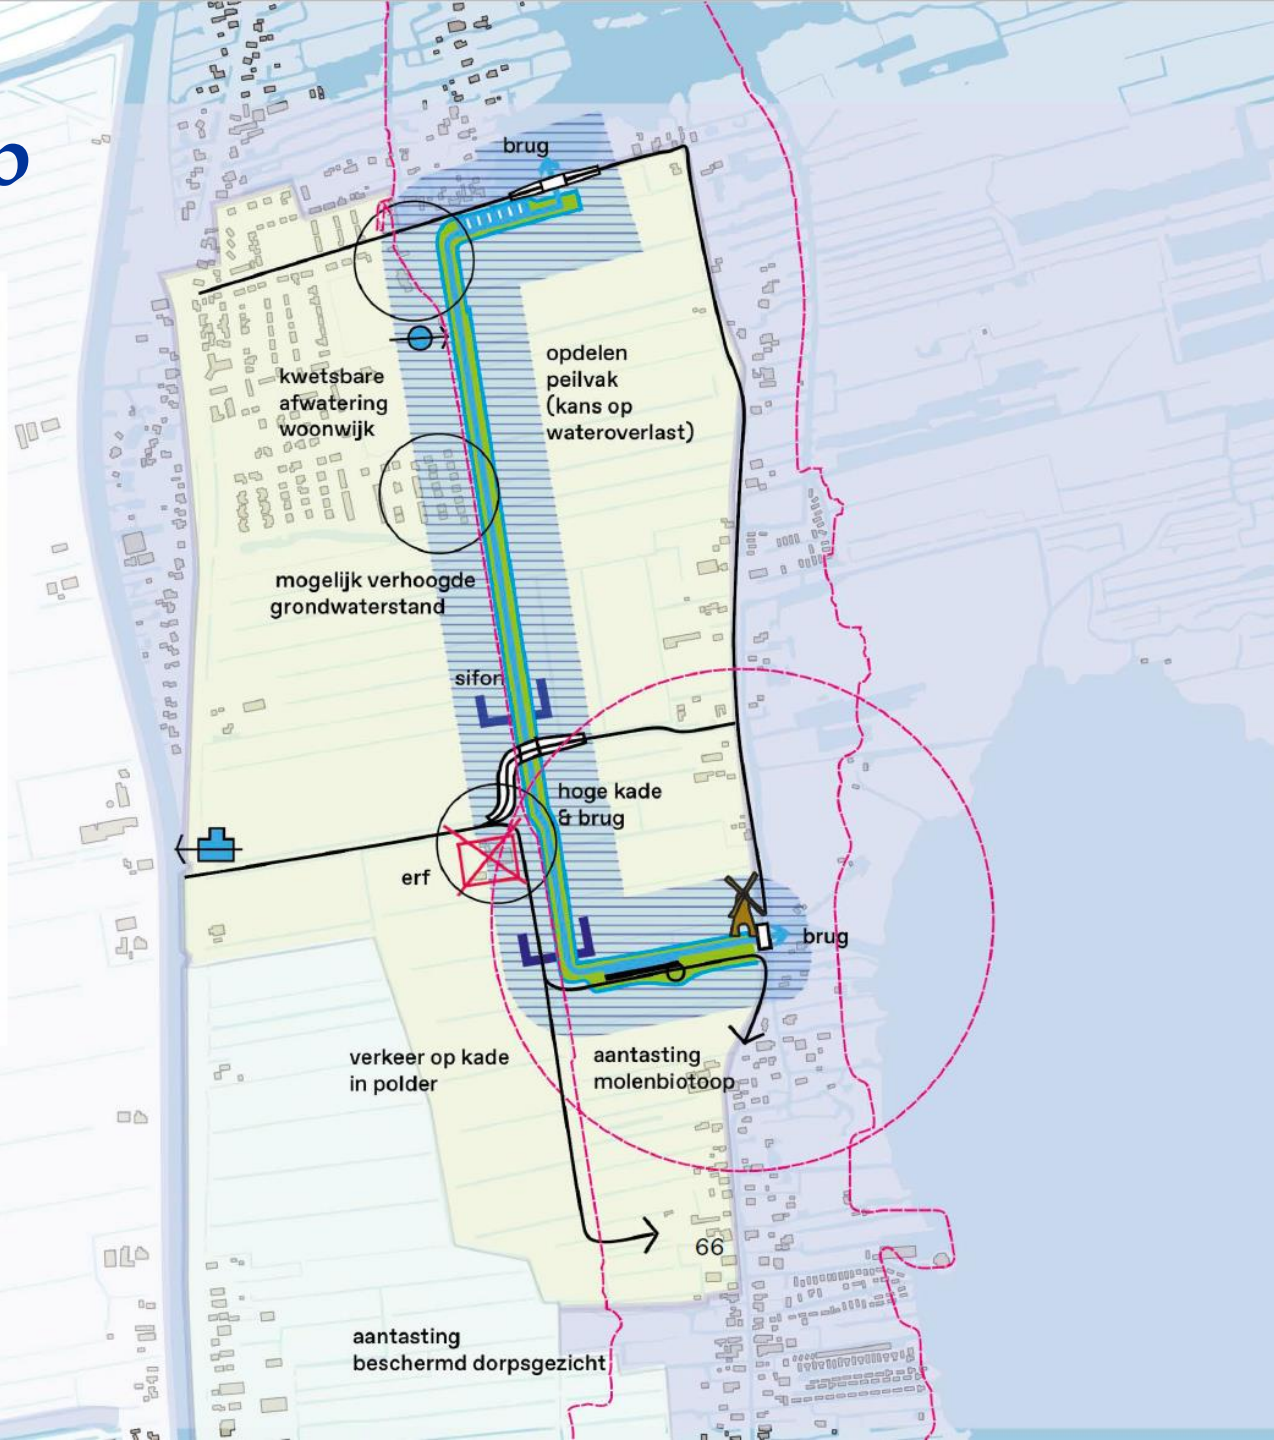 brug
opdelen
peilvak
(kans op
wateroverlast)
kwetsbare
afwatering
woonwijk
mogelijk verhoogde
grondwaterstand
sifon
hoge kade
& brug
erf
brug
verkeer op kade
in polder
aantasting
molenbiotoop
66
aantasting
beschermd dorpsgezicht